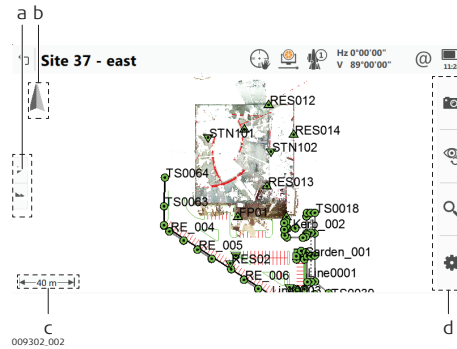 a b
Site 37 - east
1
Hz 0°00'00"
V 89°00'00"
@
RES012
STN101
RES014
STN102
RES013
TS0064
TS0063
FP01
TS0018
RE_004
Kerb_002
RE_005
RES02
Garden_001
RE_006
Line0001
40 m
c
d
009302_002